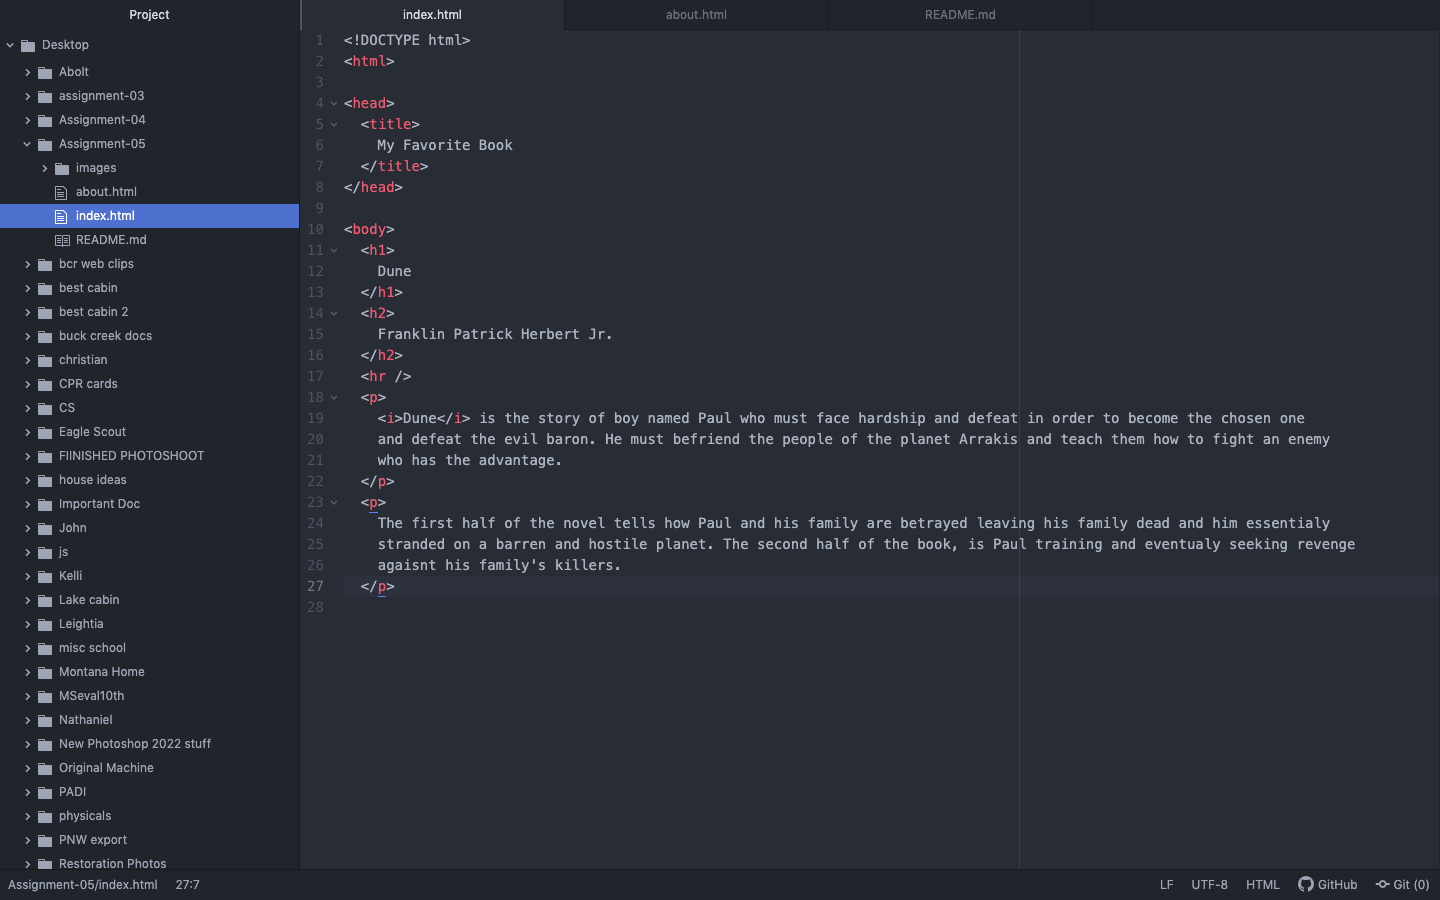 Project
index.html
about.html
README.md
Desktop
Abolt
assignment-03
Assignment-04
Assignment-05
images
about.html
index.html
README.md
bcr web clips
best cabin
best cabin 2
buck creek docs
christian
CPR cards
CS
Eagle Scout
FIINISHED PHOTOSHOOT
house ideas
Important Doc
John
js
Kelli
Lake cabin
Leightia
misc school
Montana Home
MSeval10th
Nathaniel
New Photoshop 2022 stuff
Original Machine
PADI
physicals
PNW export
Restoration Photos
1 <!DOCTYPE html>
2 <html>
3
4 <head>
5 <title>
6 My Favorite Book
7 </title>
8 </head>
9
10 <body>
11 <h1>
12 Dune
13 </h1>
14 <h2>
15 Franklin Patrick Herbert Jr.
16 </h2>
17 <hr />
18 <p>
19 <i>Dune</i> is the story of boy named Paul who must face hardship and defeat in order to become the chosen one
20 and defeat the evil baron. He must befriend the people of the planet Arrakis and teach them how to fight an enemy
21 who has the advantage.
22 </p>
23 <p>
24 The first half of the novel tells how Paul and his family are betrayed leaving his family dead and him essentialy
25 stranded on a barren and hostile planet. The second half of the book, is Paul training and eventualy seeking revenge
26 agaisnt his family's killers.
27 </p>
28
Assignment-05/index.html 27:7
LF UTF-8 HTML GitHub Git (0)